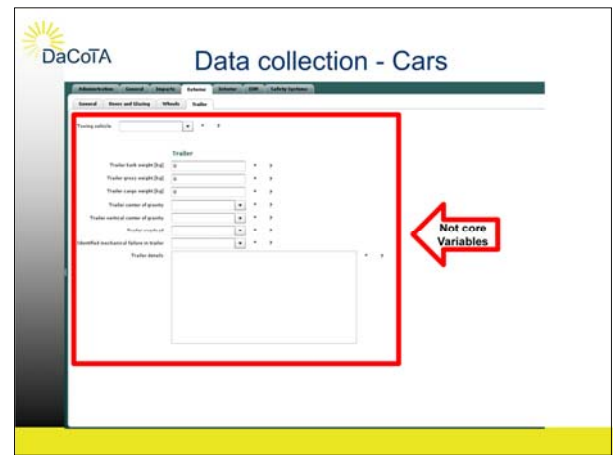 DaCoTA
Data collection - Cars
Administration General Impacts Exterior Interior EDR Safety Systems
General Doors and Glazing Wheels Trailer
Towing vehicle * ?
Trailer
Trailer kerb weight [kg] 0 * ?
Trailer gross weight [kg] 0 * ?
Trailer cargo weight [kg] 0 * ?
Trailer center of gravity * ?
Trailer vertical center of gravity * ?
Trailer
Identified mechanical failure in trailer * ?
Trailer details * ?
Not core
Variables